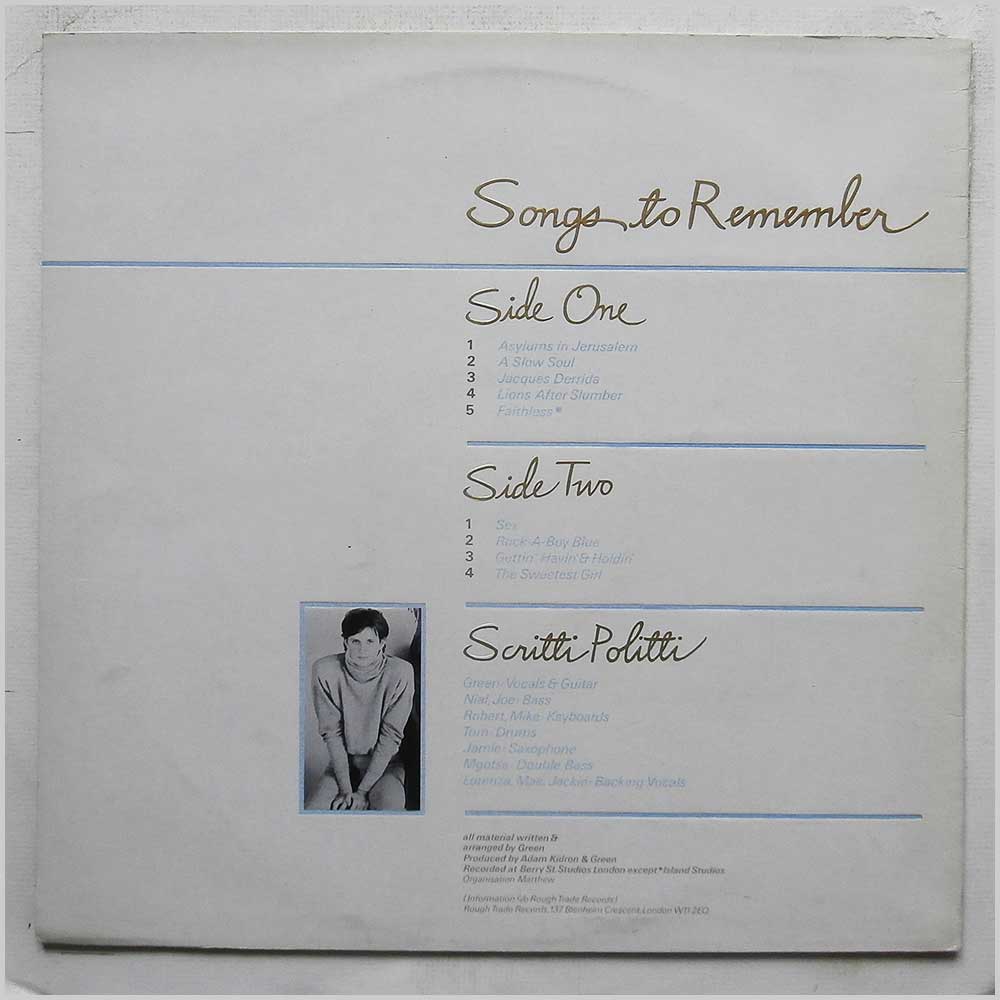 Songs to Remember
Side One
1 Asylums in Jerusalem
2 A Slow Soul
3 Jacques Derrida
4 Lions After Slumber
5 Faithless*
Side Two
1 Sex
2 Rock-A-Boy Blue
3 Gettin' Havin' & Holdin'
4 The Sweetest Girl
Scritti Politti
Green-Vocals & Guitar
Nial, Joe-Bass
Robert, Mike-Keyboards
Tom-Drums
Jamie-Saxophone
Mgotse-Double Bass
Lorenza, Mae, Jackie-Backing Vocals
all material written &
arranged by Green
Produced by Adam Kidron & Green
Recorded at Berry St. Studios London except *Island Studios
Organisation Matthew
(Information c/o Rough Trade Records)
Rough Trade Records, 137 Blenheim Crescent, London W11 2EQ